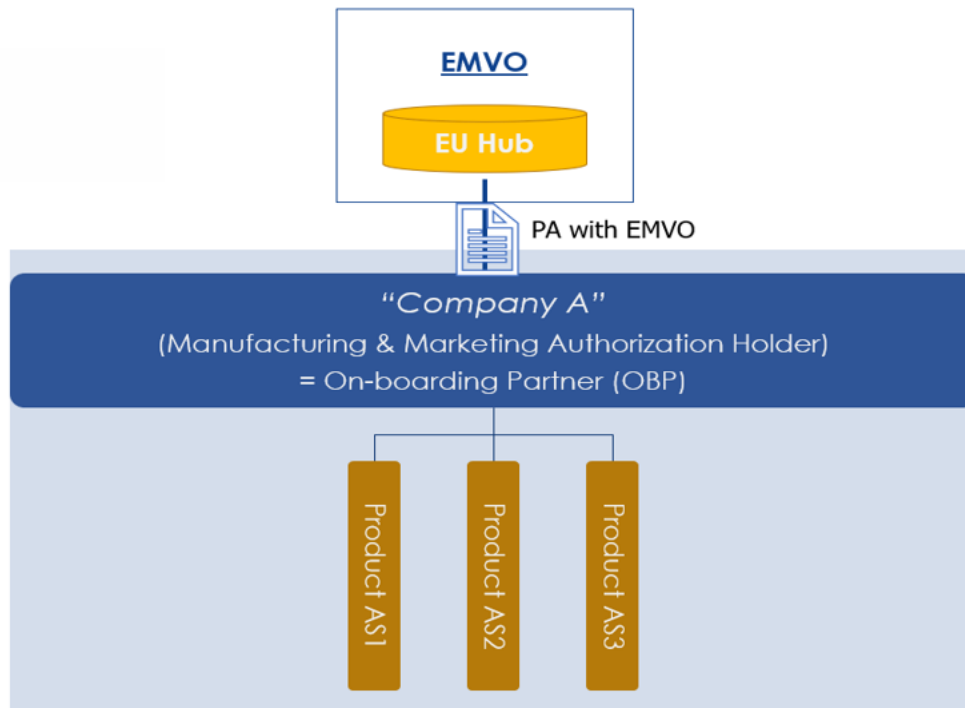 EMVO
EU Hub
PA with EMVO
“Company A”
(Manufacturing & Marketing Authorization Holder)
= On-boarding Partner (OBP)
Product AS1
Product AS2
Product AS3